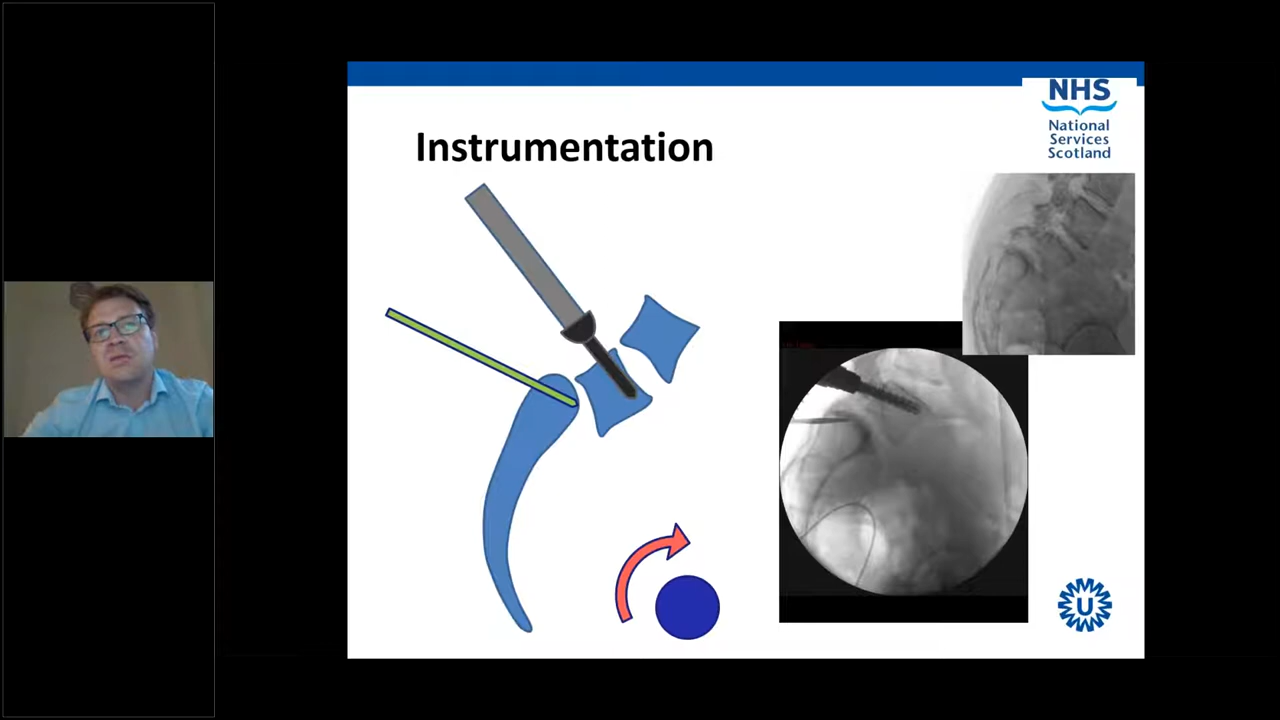 Instrumentation
NHS
National
Services
Scotland
U